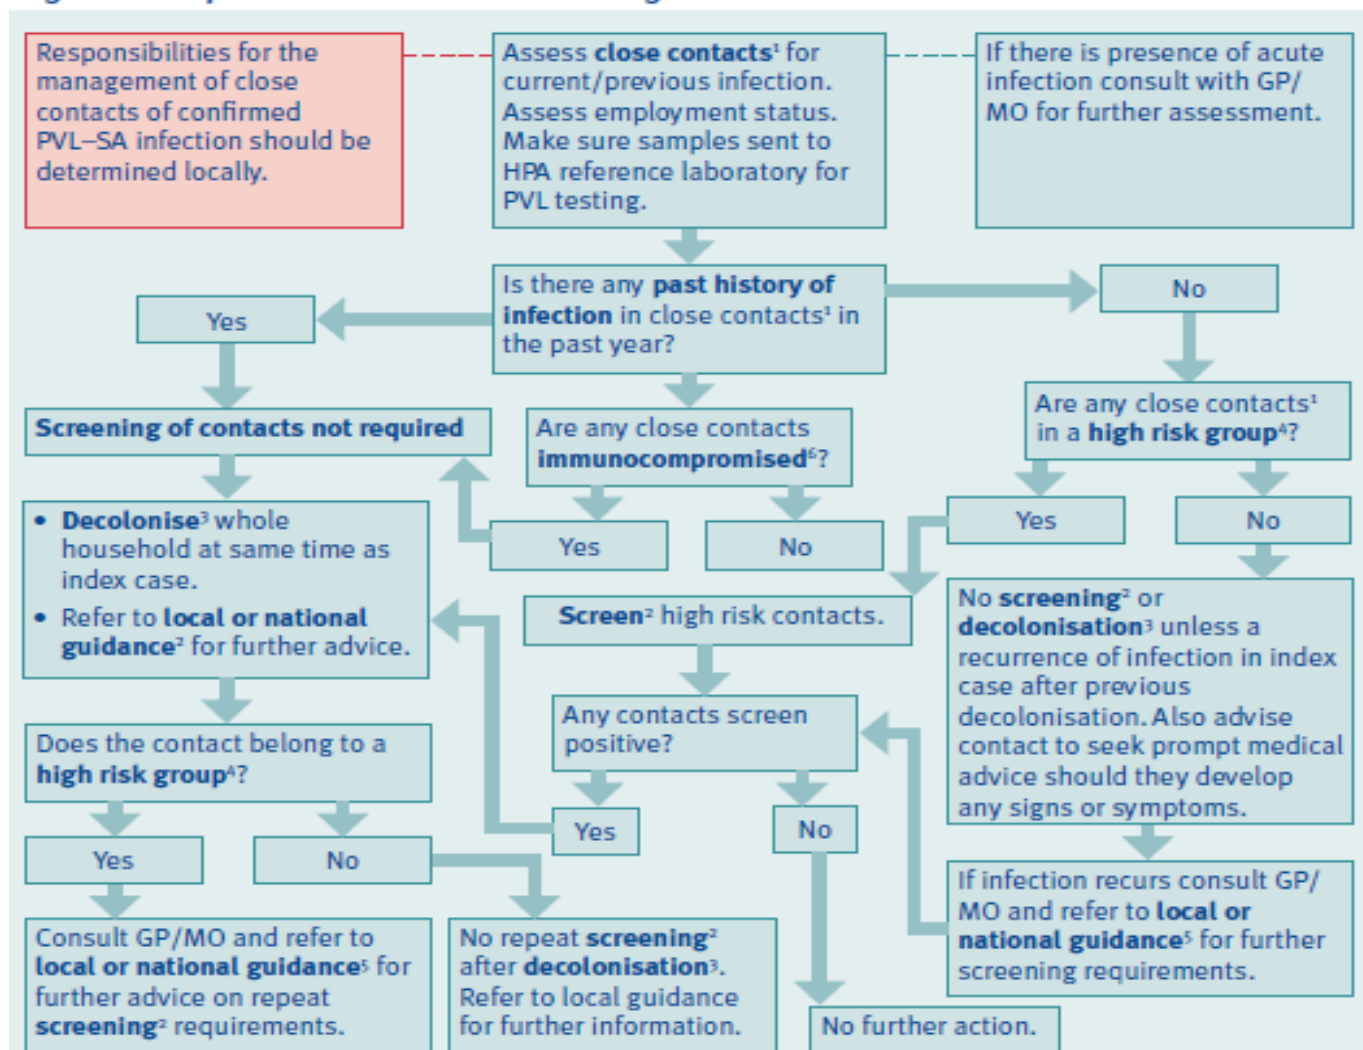 Responsibilities for the
management of close
contacts of confirmed
PVL–SA infection should be
determined locally.
Assess close contacts¹ for
current/previous infection.
Assess employment status.
Make sure samples sent to
HPA reference laboratory for
PVL testing.
If there is presence of acute
infection consult with GP/
MO for further assessment.
Is there any past history of
infection in close contacts¹ in
the past year?
Yes
No
Screening of contacts not required
Are any close contacts
immunocompromised⁶?
Are any close contacts¹
in a high risk group⁴?
Yes
No
Yes
No
• Decolonise³ whole
household at same time as
index case.
• Refer to local or national
guidance² for further advice.
Screen² high risk contacts.
No screening² or
decolonisation³ unless a
recurrence of infection in index
case after previous
decolonisation. Also advise
contact to seek prompt medical
advice should they develop
any signs or symptoms.
Does the contact belong to a
high risk group⁴?
Any contacts screen
positive?
Yes
No
Yes
No
If infection recurs consult GP/
MO and refer to local or
national guidance⁵ for further
screening requirements.
Consult GP/MO and refer to
local or national guidance⁵ for
further advice on repeat
screening² requirements.
No repeat screening²
after decolonisation³.
Refer to local guidance
for further information.
No further action.